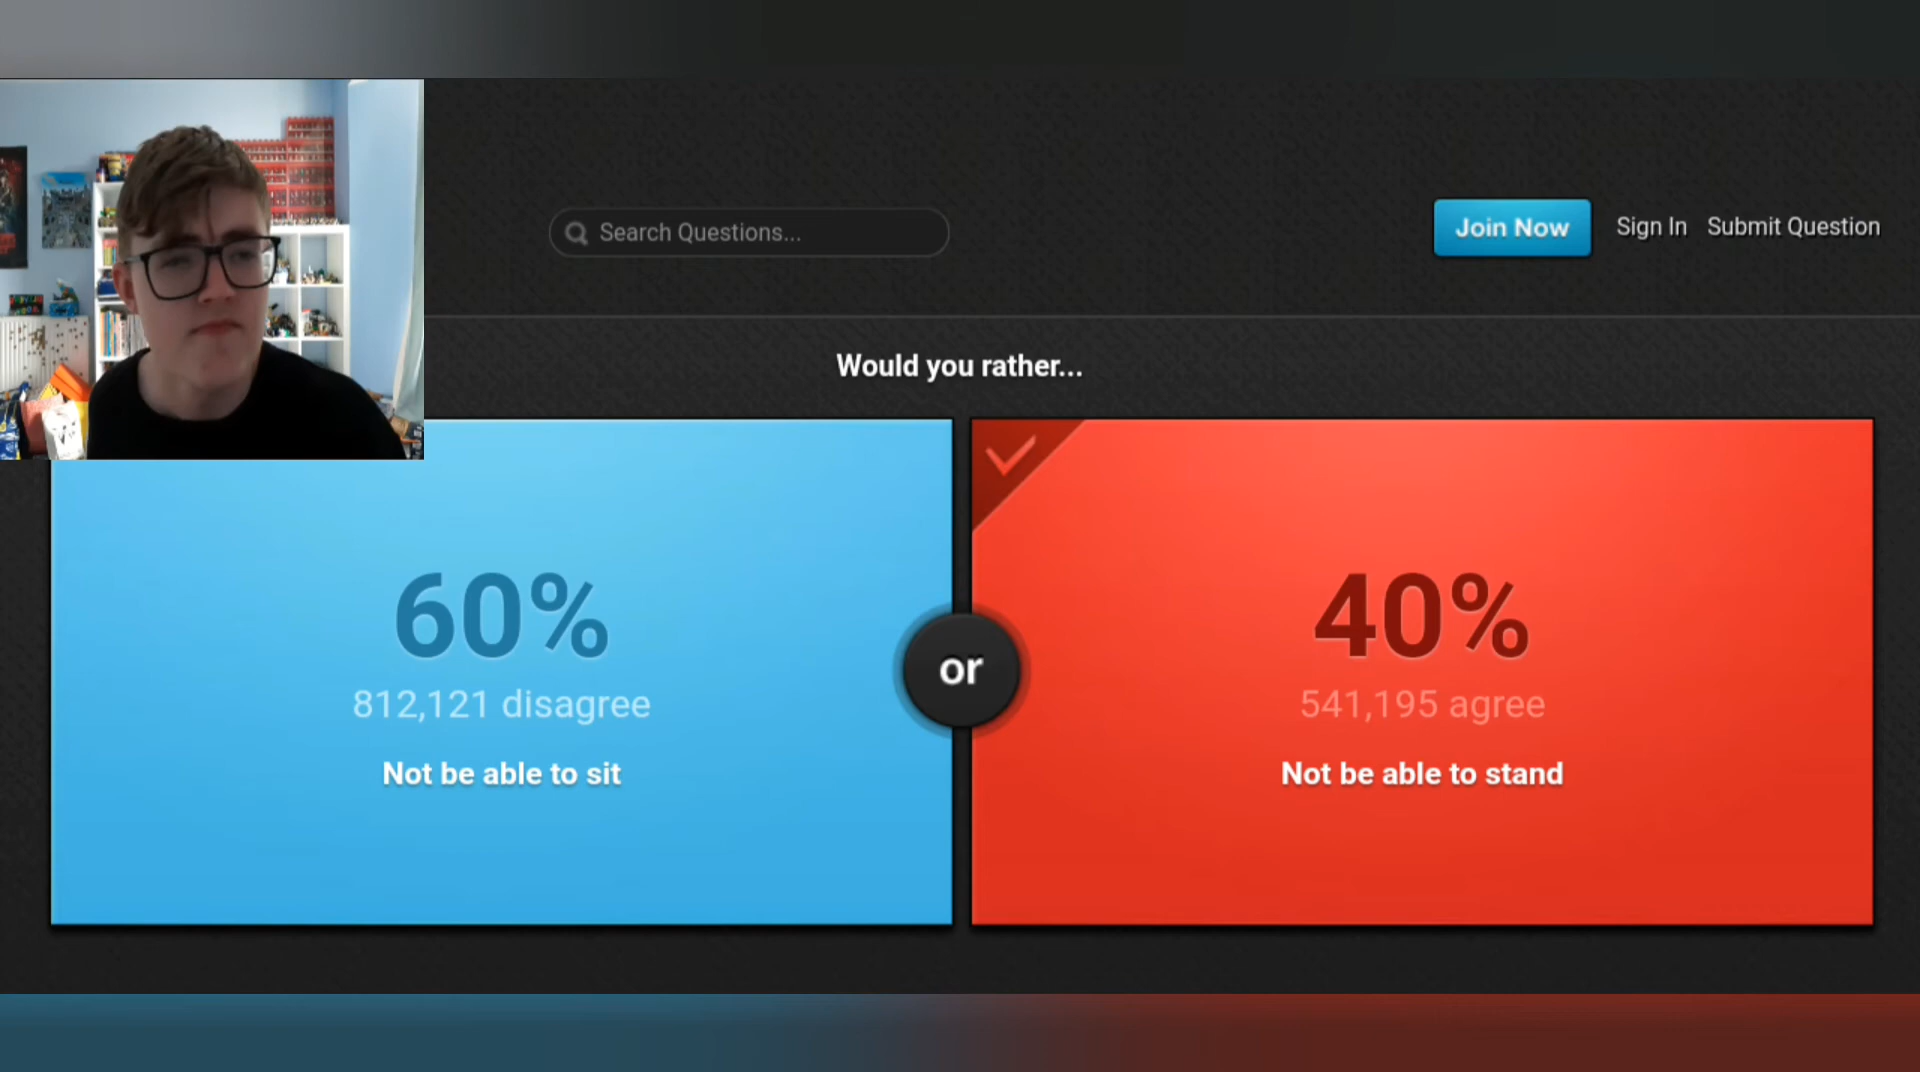 Search Questions...
Join Now
Sign In
Submit Question
Would you rather...
60%
812,121 disagree
Not be able to sit
or
40%
541,195 agree
Not be able to stand